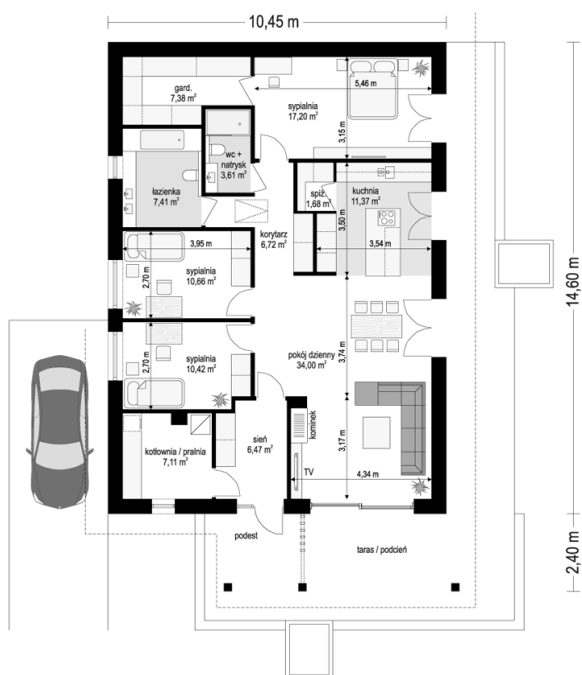 10,45 m
gard.
7,38 m²
5,46 m
sypialnia
17,20 m²
3,15 m
wc +
natrysk
3,61 m²
łazienka
7,41 m²
spiż.
1,68 m²
kuchnia
11,37 m²
3,50 m
3,54 m
korytarz
6,72 m²
3,95 m
2,70 m
sypialnia
10,66 m²
14,60 m
2,70 m
sypialnia
10,42 m²
pokój dzienny
34,00 m²
3,74 m
kotłownia / pralnia
7,11 m²
sień
6,47 m²
kominek
3,17 m
TV
4,34 m
podest
taras / podcień
2,40 m